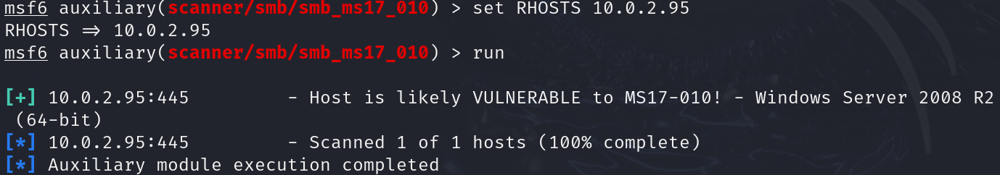 msf6 auxiliary(scanner/smb/smb_ms17_010) > set RHOSTS 10.0.2.95
RHOSTS => 10.0.2.95
msf6 auxiliary(scanner/smb/smb_ms17_010) > run
[+] 10.0.2.95:445         - Host is likely VULNERABLE to MS17-010! - Windows Server 2008 R2
 (64-bit)
[*] 10.0.2.95:445         - Scanned 1 of 1 hosts (100% complete)
[*] Auxiliary module execution completed